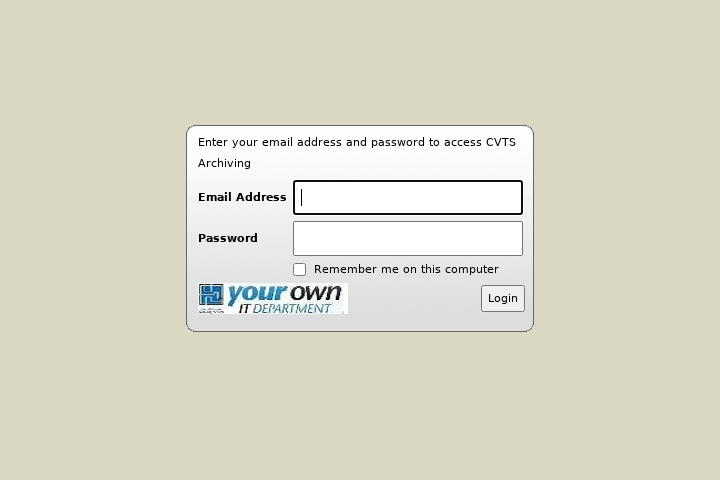 Enter your email address and password to access CVTS
Archiving
Email Address
Password
Remember me on this computer
your own
IT DEPARTMENT
Login